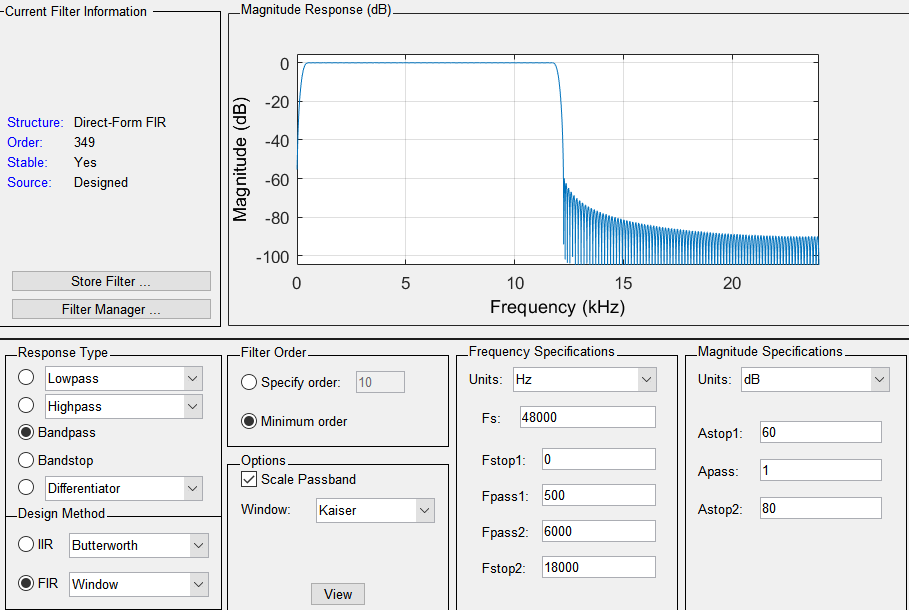 Current Filter Information
Structure: Direct-Form FIR
Order: 349
Stable: Yes
Source: Designed
Store Filter ...
Filter Manager ...
Magnitude Response (dB)
Magnitude (dB)
0
-20
-40
-60
-80
-100
0 5 10 15 20
Frequency (kHz)
Response Type
Lowpass
Highpass
Bandpass
Bandstop
Differentiator
Design Method
IIR Butterworth
FIR Window
Filter Order
Specify order: 10
Minimum order
Options
Scale Passband
Window: Kaiser
View
Frequency Specifications
Units: Hz
Fs: 48000
Fstop1: 0
Fpass1: 500
Fpass2: 6000
Fstop2: 18000
Magnitude Specifications
Units: dB
Astop1: 60
Apass: 1
Astop2: 80